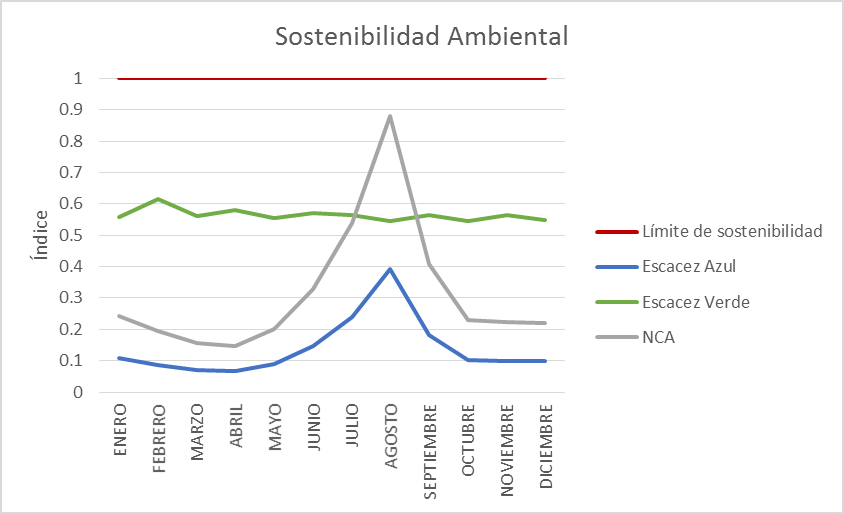 Sostenibilidad Ambiental
Índice
1
0.9
0.8
0.7
0.6
0.5
0.4
0.3
0.2
0.1
0
ENERO
FEBRERO
MARZO
ABRIL
MAYO
JUNIO
JULIO
AGOSTO
SEPTIEMBRE
OCTUBRE
NOVIEMBRE
DICIEMBRE
Límite de sostenibilidad
Escacez Azul
Escacez Verde
NCA